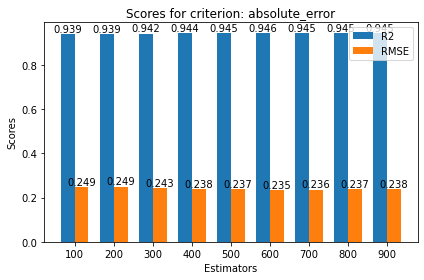 Scores for criterion: absolute_error
0.939 0.939 0.942 0.944 0.945 0.946 0.945 0.945 0.945
R2
RMSE
0.8
0.6
0.4
0.2
0.0
Scores
0.249 0.249 0.243 0.238 0.237 0.235 0.236 0.237 0.238
100 200 300 400 500 600 700 800 900
Estimators